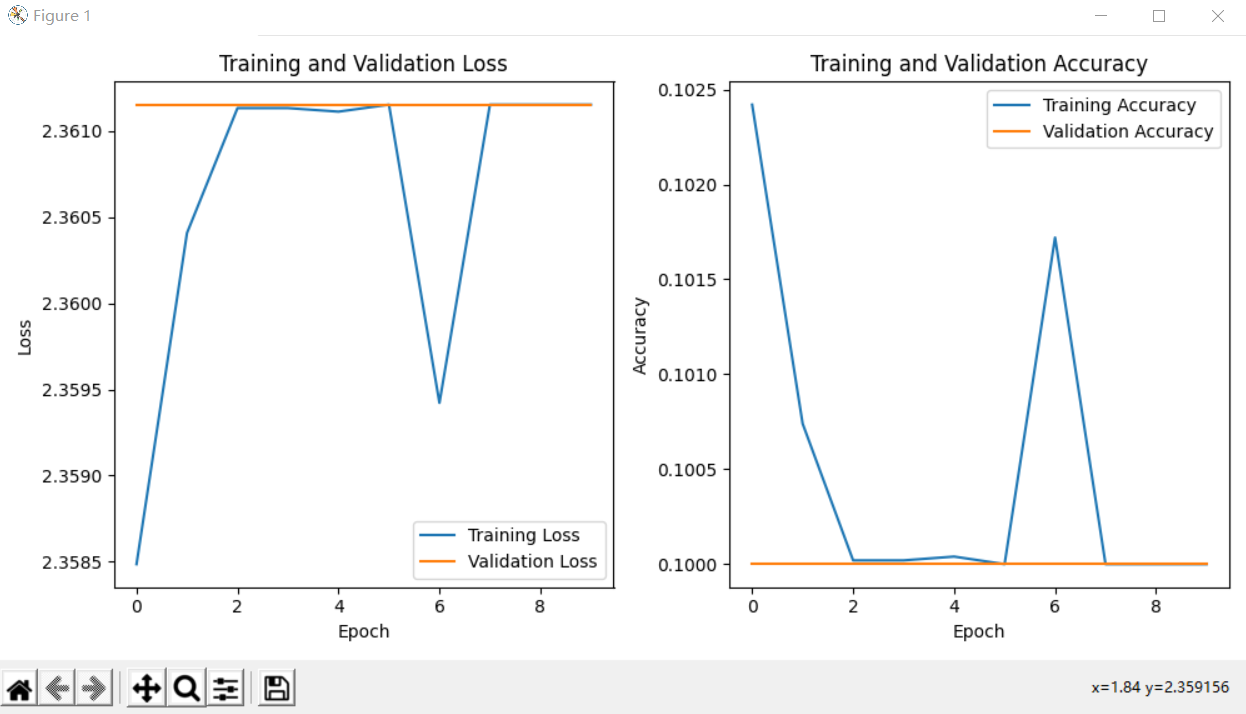 Figure 1
Training and Validation Loss
2.3610
2.3605
2.3600
2.3595
2.3590
2.3585
Loss
0
2
4
6
8
Epoch
Training Loss
Validation Loss
Training and Validation Accuracy
0.1025
0.1020
0.1015
0.1010
0.1005
0.1000
Accuracy
0
2
4
6
8
Epoch
Training Accuracy
Validation Accuracy
x=1.84 y=2.359156